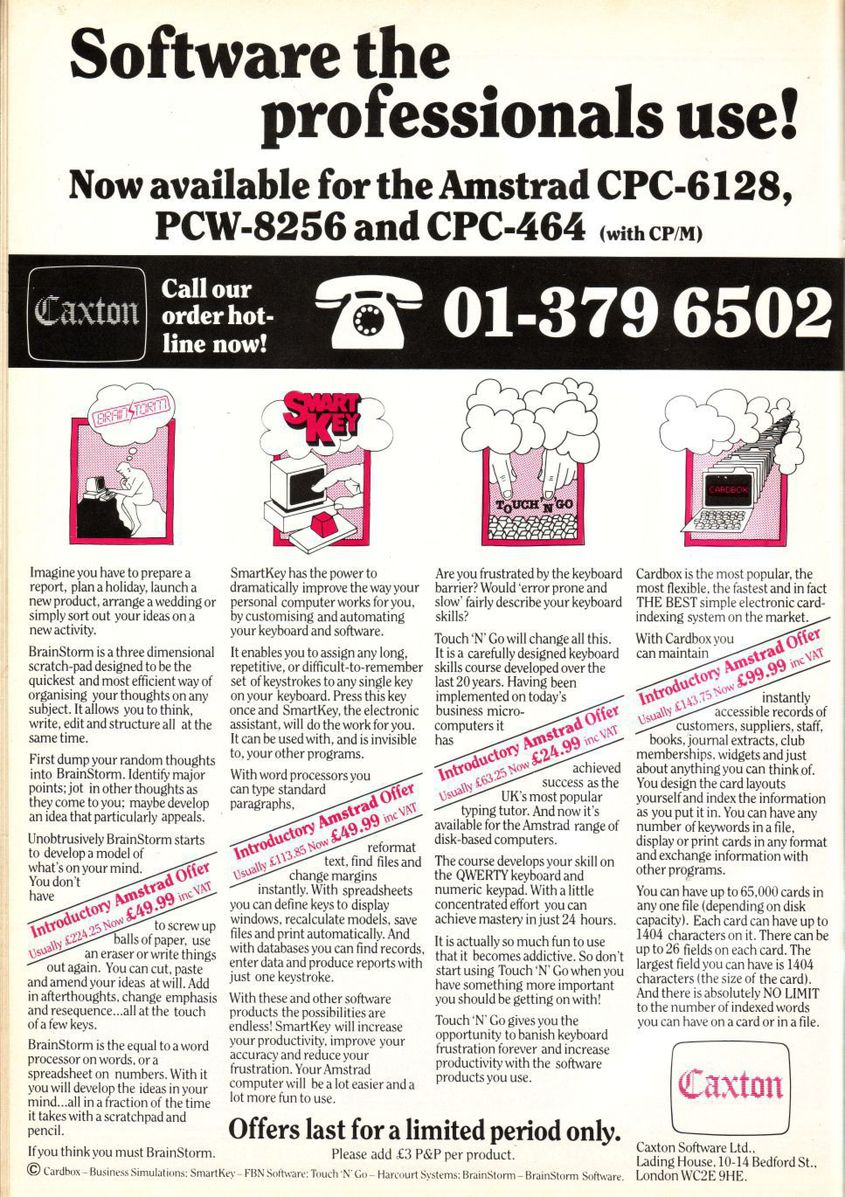 Software the
professionals use!
Now available for the Amstrad CPC-6128,
PCW-8256 and CPC-464 (with CP/M)
Caxton
Call our
order hot-
line now!
01-379 6502
BRAINSTORM
Imagine you have to prepare a
report, plan a holiday, launch a
new product, arrange a wedding or
simply sort out your ideas on a
new activity.
BrainStorm is a three dimensional
scratch-pad designed to be the
quickest and most efficient way of
organising your thoughts on any
subject. It allows you to think,
write, edit and structure all at the
same time.
First dump your random thoughts
into BrainStorm. Identify major
points; jot in other thoughts as
they come to you; maybe develop
an idea that particularly appeals.
Unobtrusively BrainStorm starts
to develop a model of
what's on your mind.
You don't
have
Introductory Amstrad Offer
Usually £224.25 Now £49.99 inc VAT
to screw up
balls of paper, use
an eraser or write things
out again. You can cut, paste
and amend your ideas at will. Add
in afterthoughts, change emphasis
and resequence...all at the touch
of a few keys.
BrainStorm is the equal to a word
processor on words, or a
spreadsheet on numbers. With it
you will develop the ideas in your
mind...all in a fraction of the time
it takes with a scratchpad and
pencil.
If you think you must BrainStorm.
SMART
KEY
SmartKey has the power to
dramatically improve the way your
personal computer works for you,
by customising and automating
your keyboard and software.
It enables you to assign any long,
repetitive, or difficult-to-remember
set of keystrokes to any single key
on your keyboard. Press this key
once and SmartKey, the electronic
assistant, will do the work for you.
It can be used with, and is invisible
to, your other programs.
With word processors you
can type standard
paragraphs,
Introductory Amstrad Offer
Usually £113.85 Now £49.99 inc VAT
reformat
text, find files and
change margins
instantly. With spreadsheets
you can define keys to display
windows, recalculate models, save
files and print automatically. And
with databases you can find records,
enter data and produce reports with
just one keystroke.
With these and other software
products the possibilities are
endless! SmartKey will increase
your productivity, improve your
accuracy and reduce your
frustration. Your Amstrad
computer will be a lot easier and a
lot more fun to use.
TOUCH 'N' GO
Are you frustrated by the keyboard
barrier? Would 'error prone and
slow' fairly describe your keyboard
skills?
Touch 'N' Go will change all this.
It is a carefully designed keyboard
skills course developed over the
last 20 years. Having been
implemented on today's
business micro-
computers it
has
Introductory Amstrad Offer
Usually £63.25 Now £24.99 inc VAT
achieved
success as the
UK's most popular
typing tutor. And now it's
available for the Amstrad range of
disk-based computers.
The course develops your skill on
the QWERTY keyboard and
numeric keypad. With a little
concentrated effort you can
achieve mastery in just 24 hours.
It is actually so much fun to use
that it becomes addictive. So don't
start using Touch 'N' Go when you
have something more important
you should be getting on with!
Touch 'N' Go gives you the
opportunity to banish keyboard
frustration forever and increase
productivity with the software
products you use.
CARDBOX
Cardbox is the most popular, the
most flexible, the fastest and in fact
THE BEST simple electronic card-
indexing system on the market.
With Cardbox you
can maintain
Introductory Amstrad Offer
Usually £143.75 Now £99.99 inc VAT
instantly
accessible records of
customers, suppliers, staff,
books, journal extracts, club
memberships, widgets and just
about anything you can think of.
You design the card layouts
yourself and index the information
as you put it in. You can have any
number of keywords in a file,
display or print cards in any format
and exchange information with
other programs.
You can have up to 65,000 cards in
any one file (depending on disk
capacity). Each card can have up to
1404 characters on it. There can be
up to 26 fields on each card. The
largest field you can have is 1404
characters (the size of the card).
And there is absolutely NO LIMIT
to the number of indexed words
you can have on a card or in a file.
Caxton
Offers last for a limited period only.
Please add £3 P&P per product.
Caxton Software Ltd.,
Lading House, 10-14 Bedford St.,
London WC2E 9HE.
© Cardbox – Business Simulations: SmartKey – FBN Software: Touch 'N' Go – Harcourt Systems: BrainStorm – BrainStorm Software.